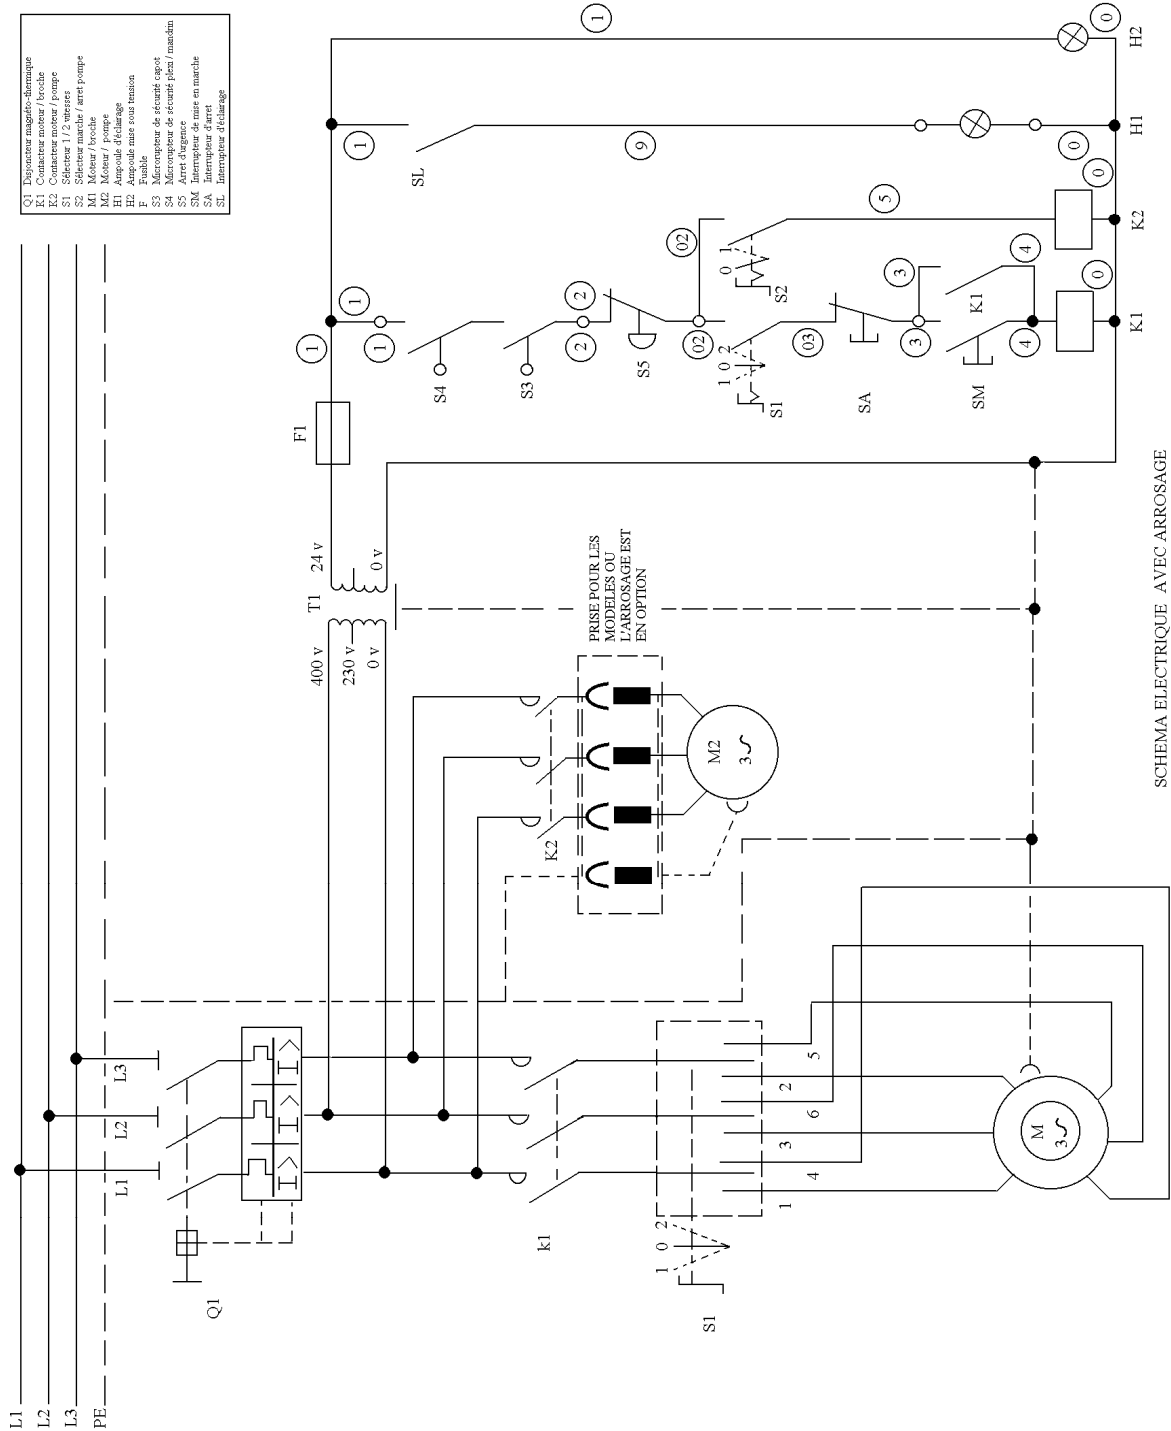 Q1 Disjoncteur magnéto-thermique
K1 Contacteur moteur / broche
K2 Contacteur moteur / pompe
S1 Sélecteur 1 / 2 vitesses
S2 Sélecteur marche / arret pompe
M1 Moteur / broche
M2 Moteur / pompe
H1 Ampoule d'éclairage
H2 Ampoule mise sous tension
F Fusible
S3 Microrupteur de sécurité capot
S4 Microrupteur de sécurité plexi / mandrin
S5 Arret d'urgence
SM Interrupteur de mise en marche
SA Interrupteur d'arret
SL Interrupteur d'éclairage
L1
L2
L3
PE
L1
L2
L3
Q1
400 v
230 v
0 v
T1
24 v
0 v
F1
1
1
1
1
1
1
S4
S3
2
2
S5
02
02
0 1
S2
1 0 2
S1
5
03
SA
3
3
K1
SM
4
4
SL
9
0
0
0
0
K1
K2
H1
H2
PRISE POUR LES
MODELES OU
L'ARROSAGE EST
EN OPTION
K2
M2
3
k1
1 0 2
S1
1
4
3
6
2
5
M
3
SCHEMA ELECTRIQUE AVEC ARROSAGE